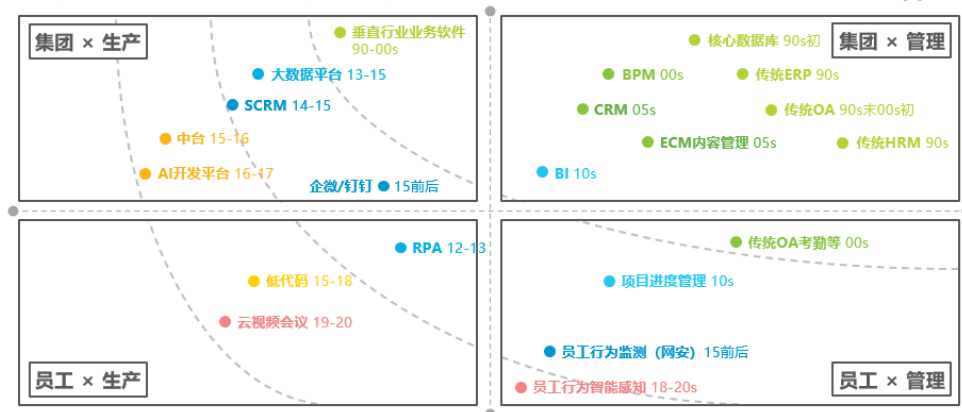 集团 × 生产
垂直行业业务软件
90-00s
大数据平台 13-15
SCRM 14-15
中台 15-16
AI开发平台 16-17
企微/钉钉 15前后
集团 × 管理
核心数据库 90s初
BPM 00s
传统ERP 90s
CRM 05s
传统OA 90s末00s初
ECM内容管理 05s
传统HRM 90s
BI 10s
RPA 12-13
低代码 15-18
云视频会议 19-20
员工 × 生产
传统OA考勤等 00s
项目进度管理 10s
员工行为监测（网安）15前后
员工行为智能感知 18-20s
员工 × 管理